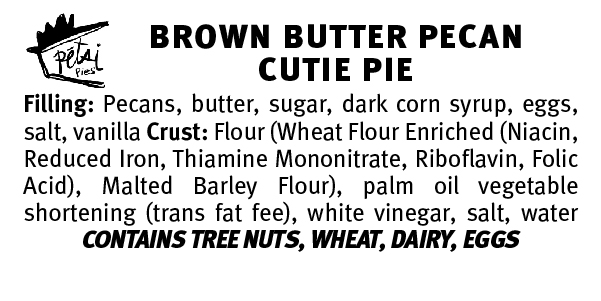 pétsi
Pies
BROWN BUTTER PECAN
CUTIE PIE
Filling: Pecans, butter, sugar, dark corn syrup, eggs,
salt, vanilla Crust: Flour (Wheat Flour Enriched (Niacin,
Reduced Iron, Thiamine Mononitrate, Riboflavin, Folic
Acid), Malted Barley Flour), palm oil vegetable
shortening (trans fat fee), white vinegar, salt, water
CONTAINS TREE NUTS, WHEAT, DAIRY, EGGS